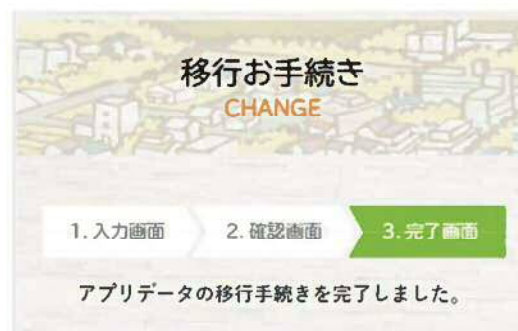 移行お手続き
CHANGE
1. 入力画面 2. 確認画面 3. 完了画面
アプリデータの移行手続きを完了しました。